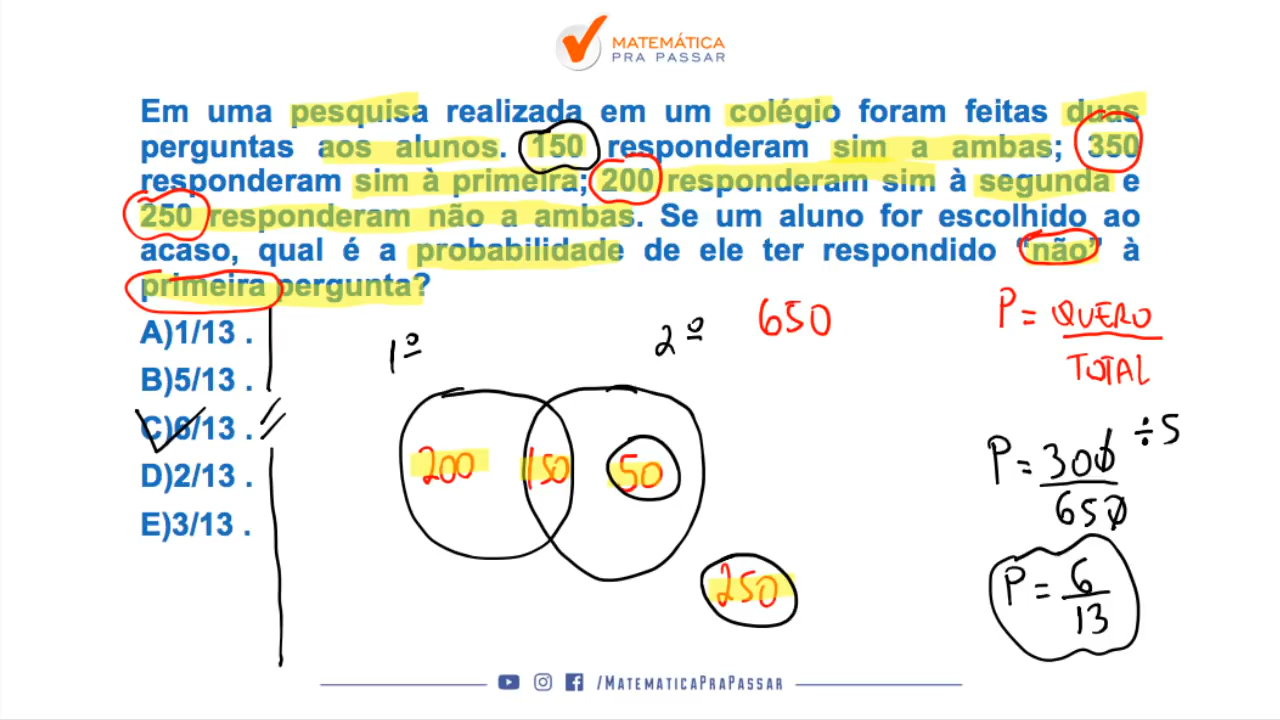 MATEMÁTICA
PRA PASSAR
Em uma pesquisa realizada em um colégio foram feitas duas
perguntas aos alunos. 150 responderam sim a ambas; 350
responderam sim à primeira; 200 responderam sim à segunda e
250 responderam não a ambas. Se um aluno for escolhido ao
acaso, qual é a probabilidade de ele ter respondido “não” à
primeira pergunta?
A)1/13 .
B)5/13 .
C)6/13 .
D)2/13 .
E)3/13 .
1º
2º
650
200
150
50
250
P = QUERO
TOTAL
P = 300
650
÷5
P = 6
13
/MATEMATICAPRAPASSAR